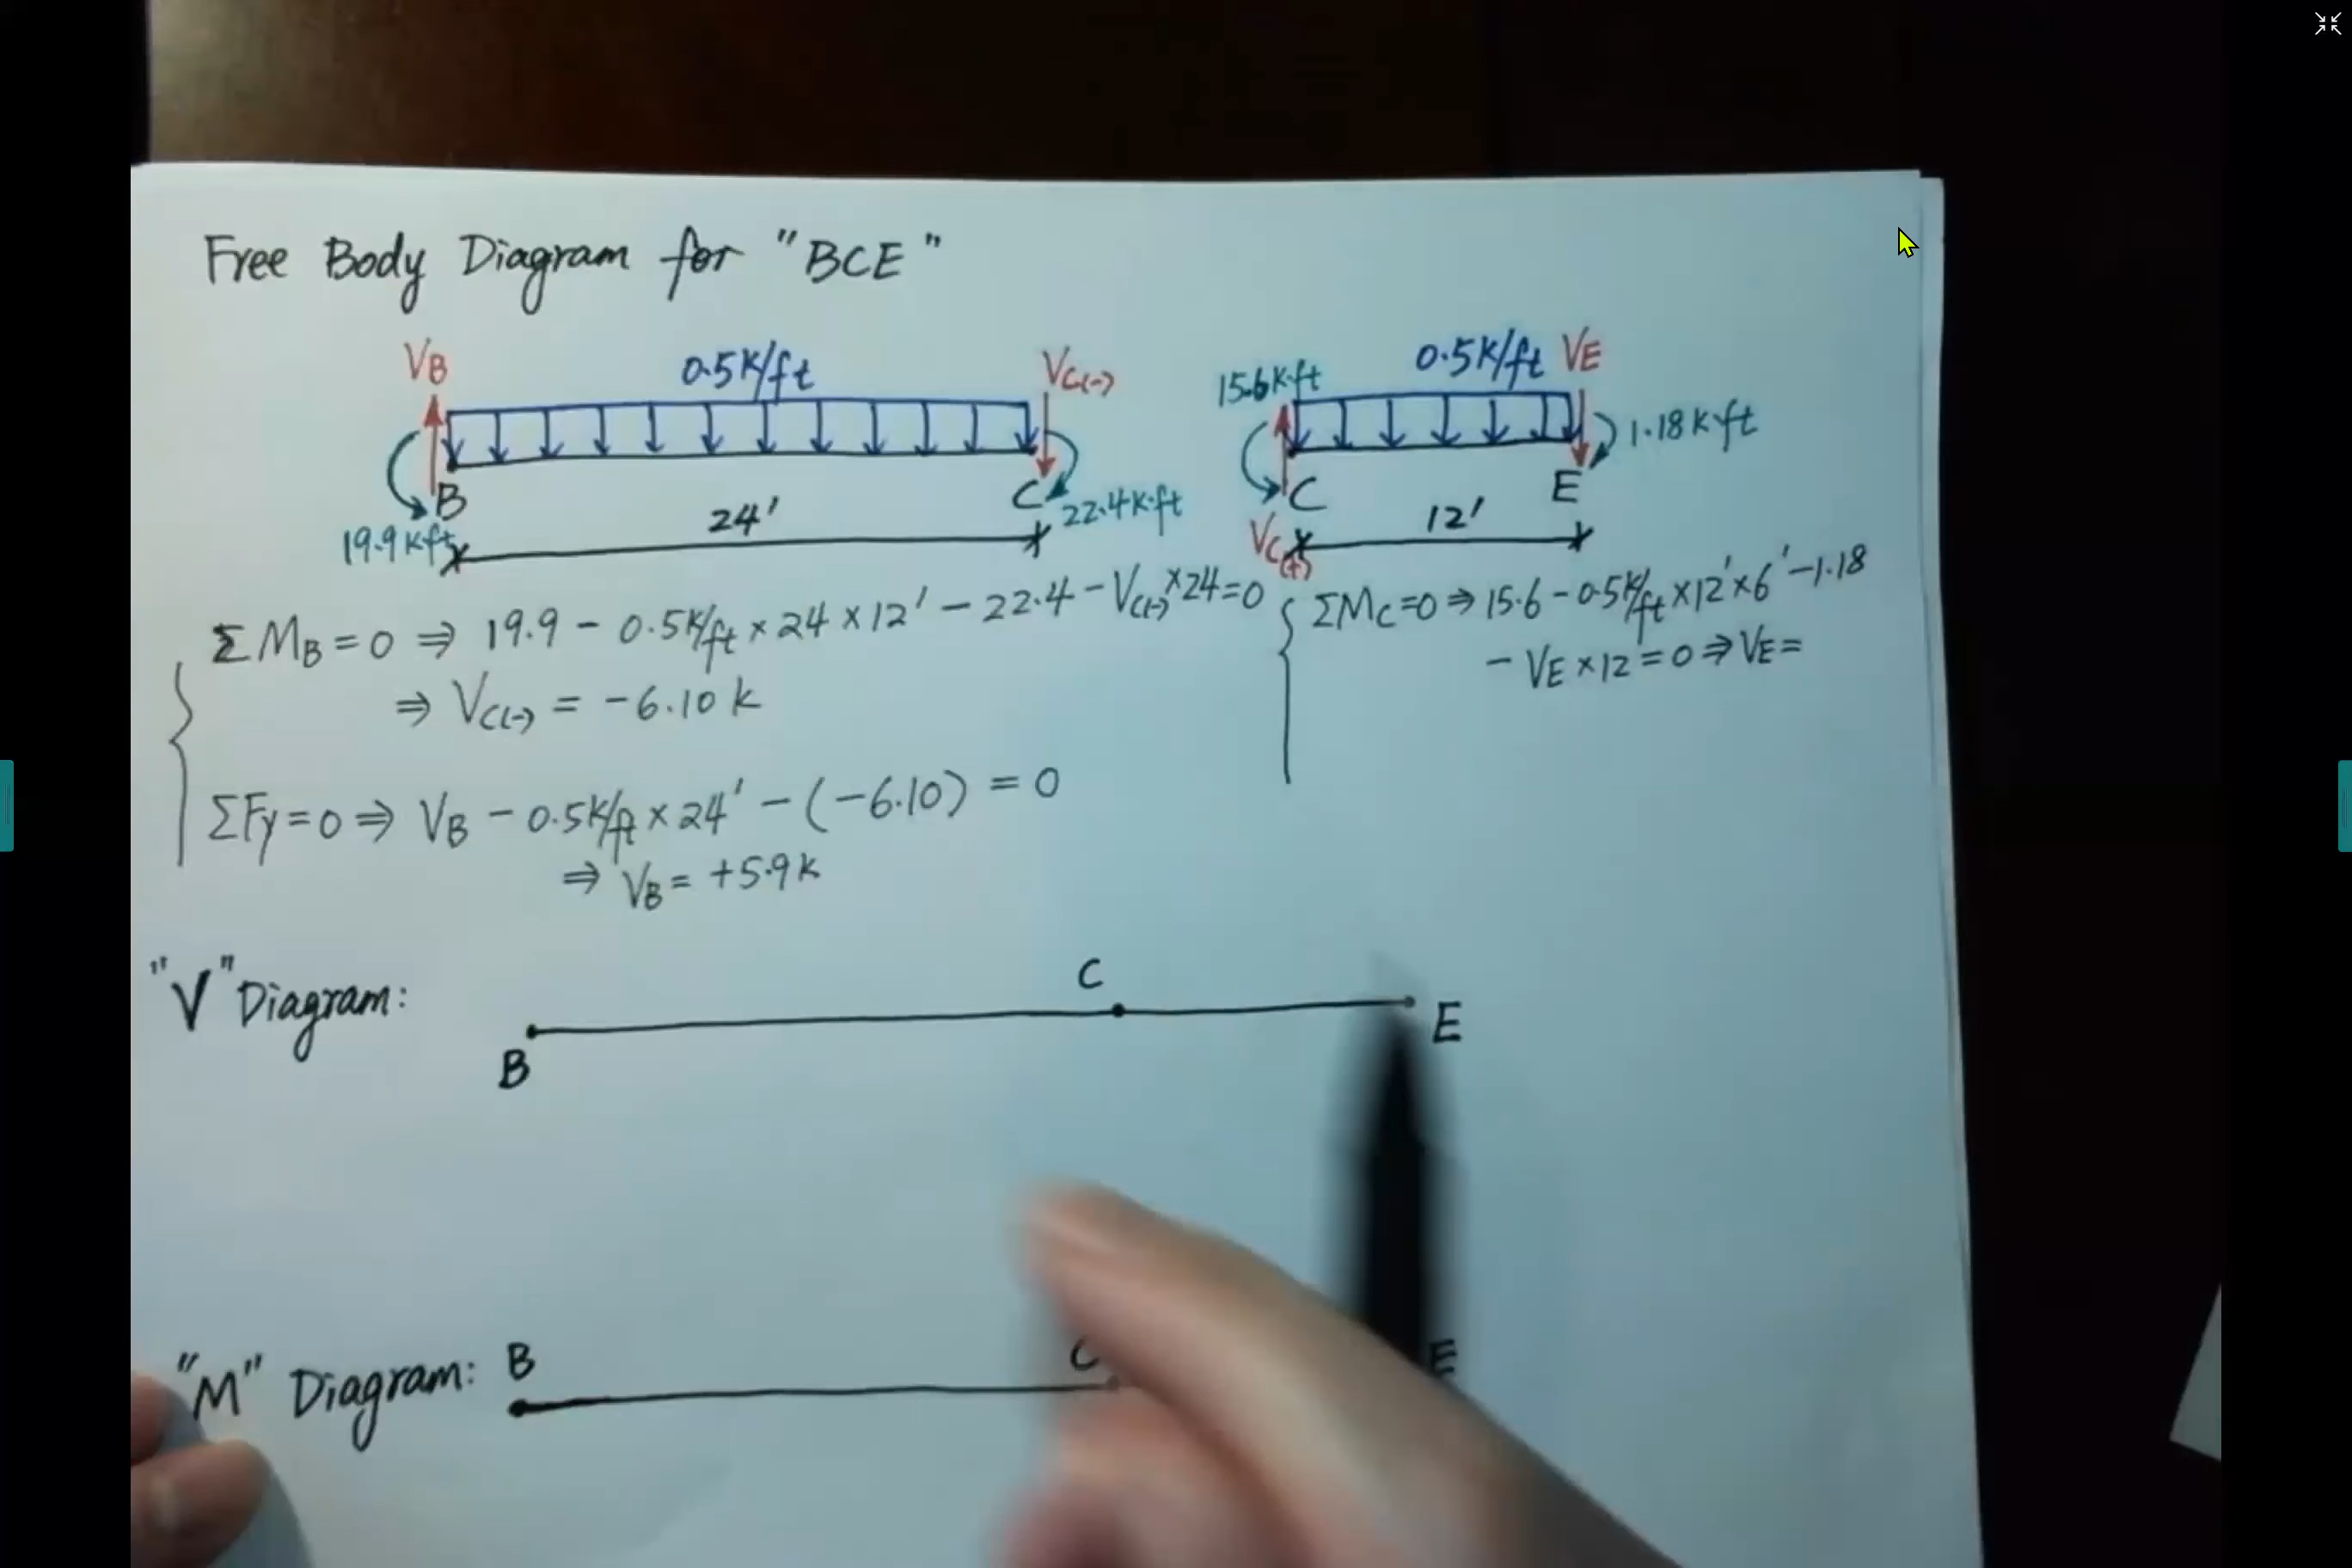 Free Body Diagram for "BCE"
VB 0.5K/ft VC(-)
B 24' C
19.9 K·ft 22.4 K·ft
15.6 K·ft 0.5K/ft VE
1.18 K·ft
C 12' E
VC(+)
ΣMB = 0 ⇒ 19.9 - 0.5K/ft × 24 × 12' - 22.4 - VC(-) × 24 = 0
⇒ VC(-) = -6.10 k
ΣFy = 0 ⇒ VB - 0.5K/ft × 24' - (-6.10) = 0
⇒ VB = +5.9 k
ΣMC = 0 ⇒ 15.6 - 0.5K/ft × 12' × 6' - 1.18
- VE × 12' = 0 ⇒ VE =
"V" Diagram:
B C E
"M" Diagram:
B C E